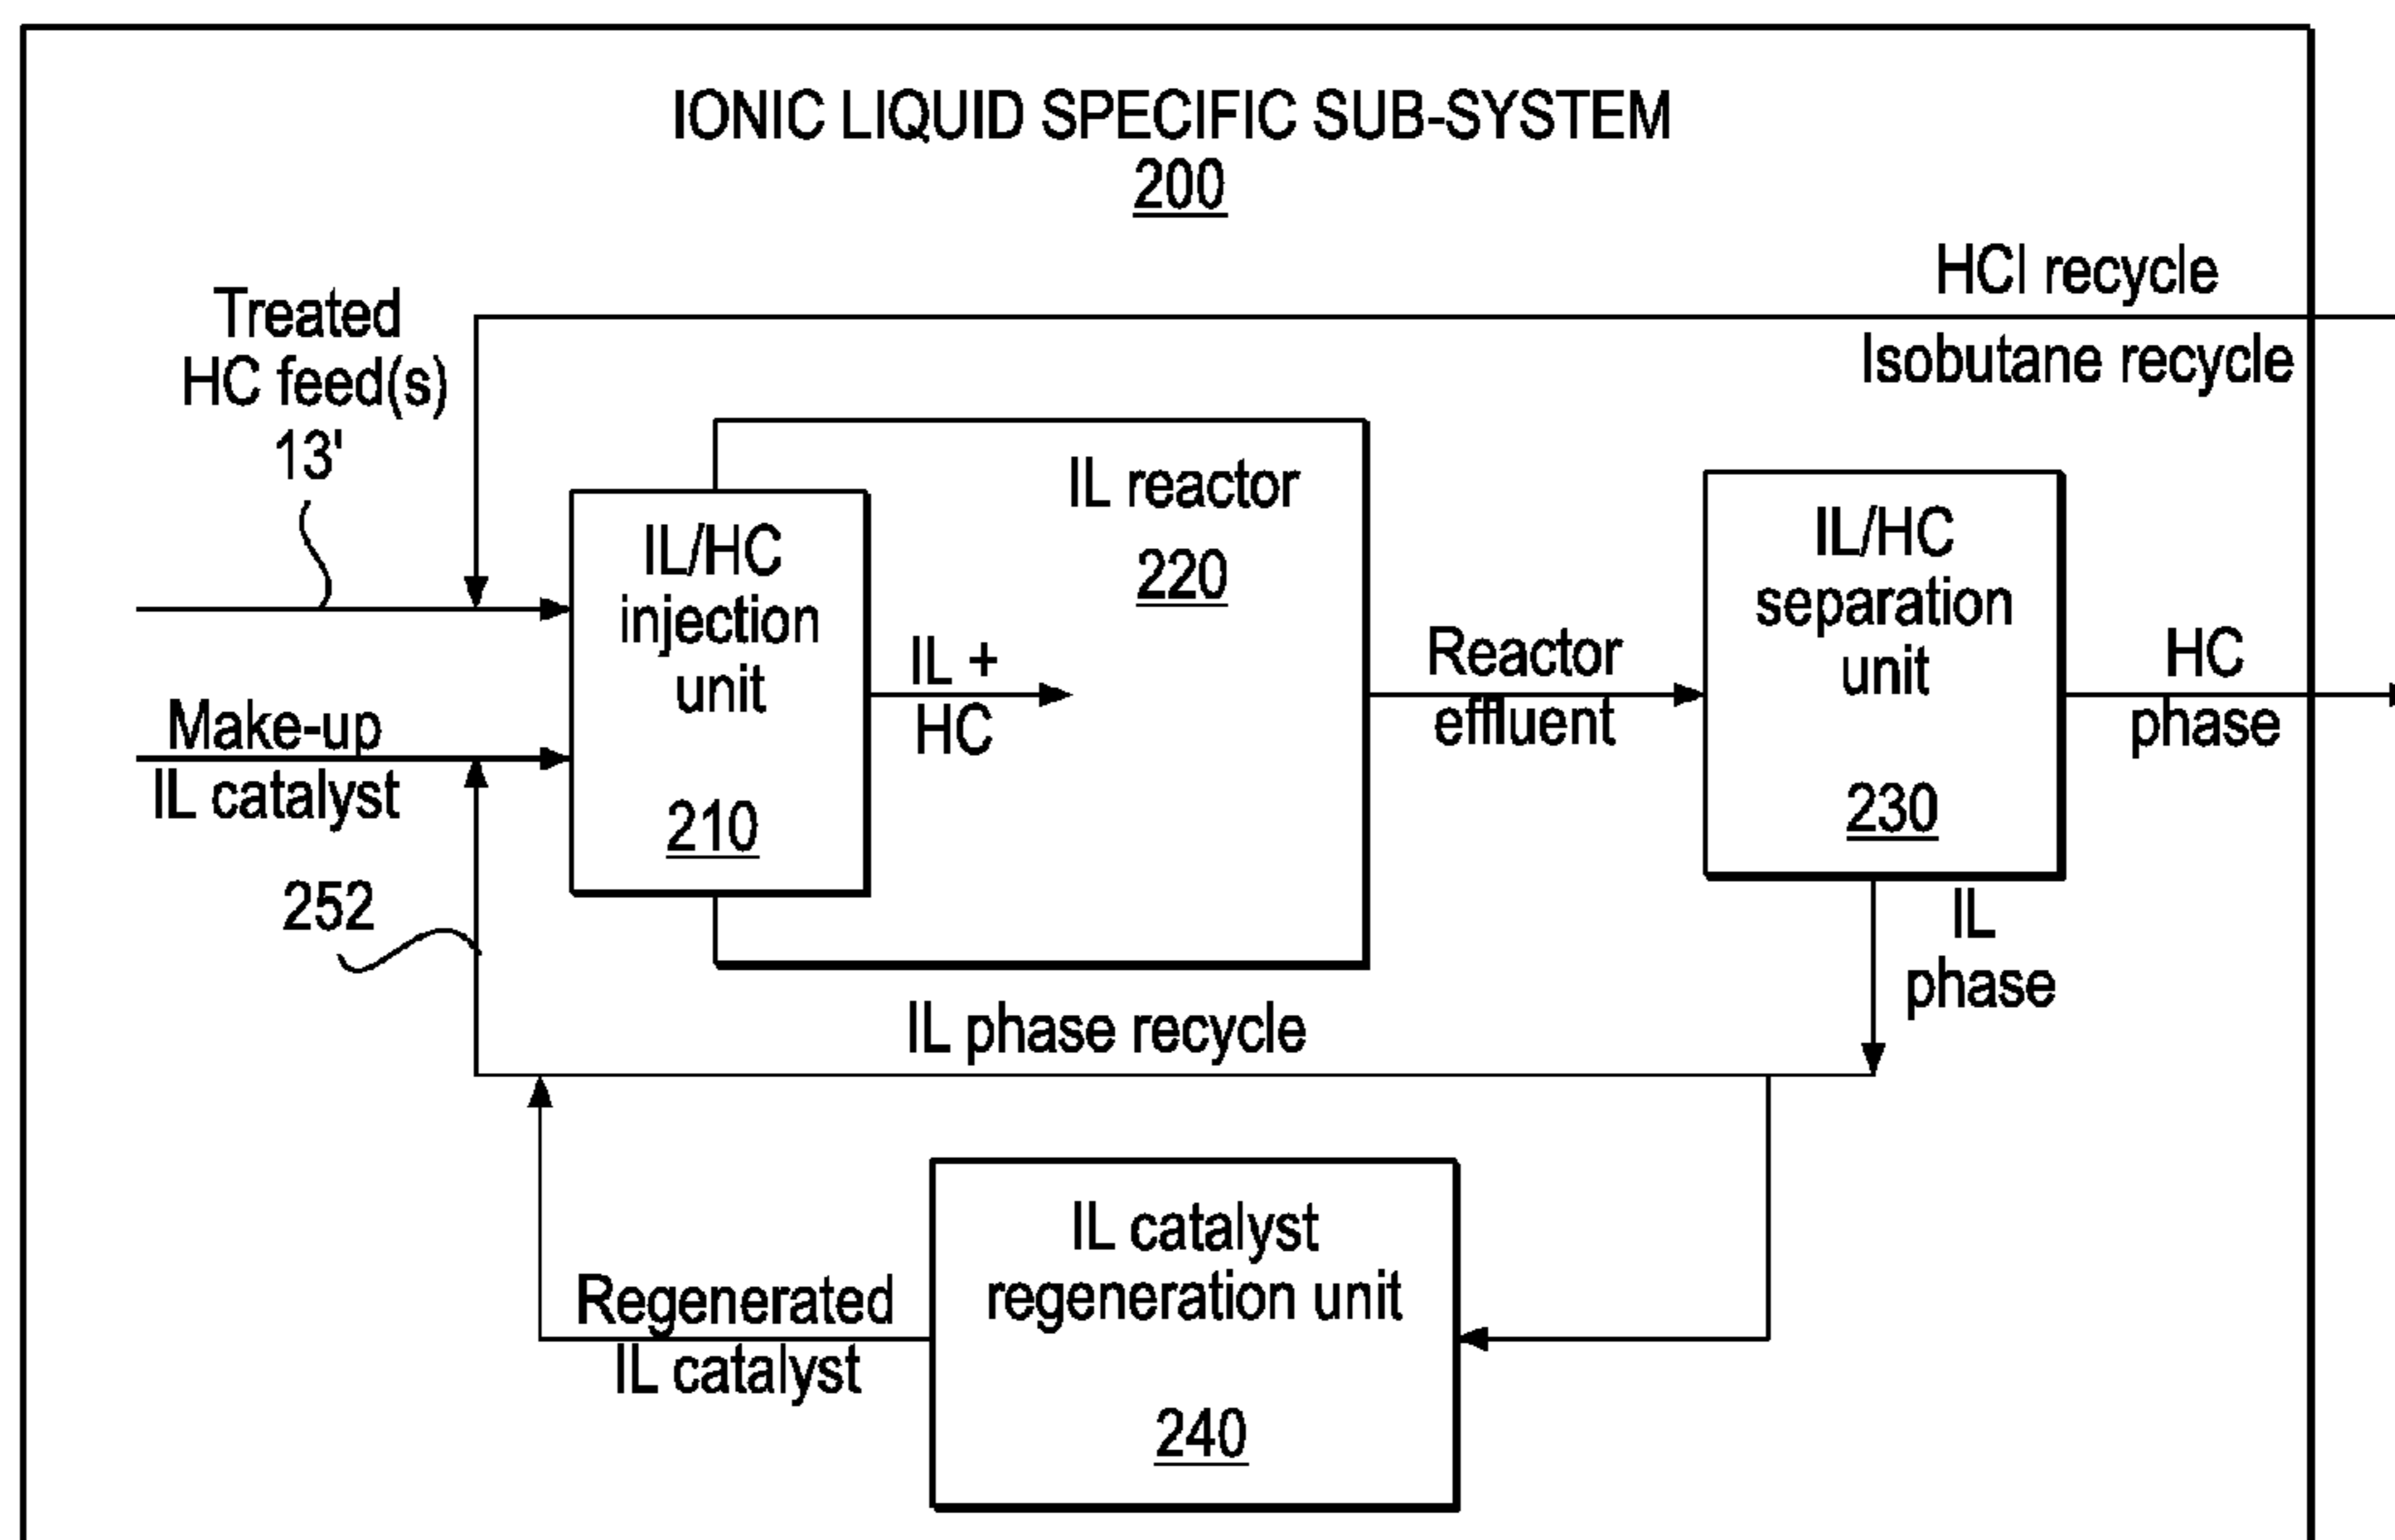 IONIC LIQUID SPECIFIC SUB-SYSTEM
200
HCl recycle
Isobutane recycle
Treated
HC feed(s)
13'
IL reactor
220
IL/HC
injection
unit
210
IL +
HC
Reactor
effluent
IL/HC
separation
unit
230
HC
phase
Make-up
IL catalyst
252
IL
phase
IL phase recycle
IL catalyst
regeneration unit
240
Regenerated
IL catalyst